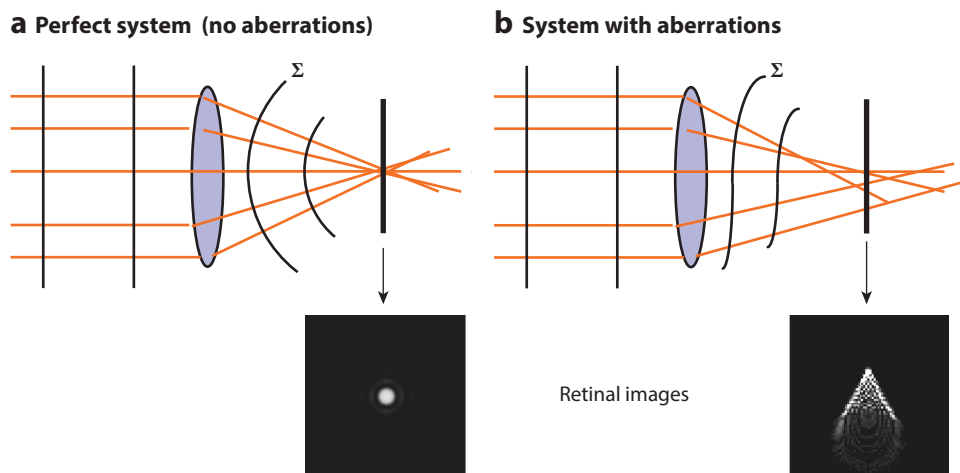 a Perfect system (no aberrations)
b System with aberrations
Σ
Σ
Retinal images